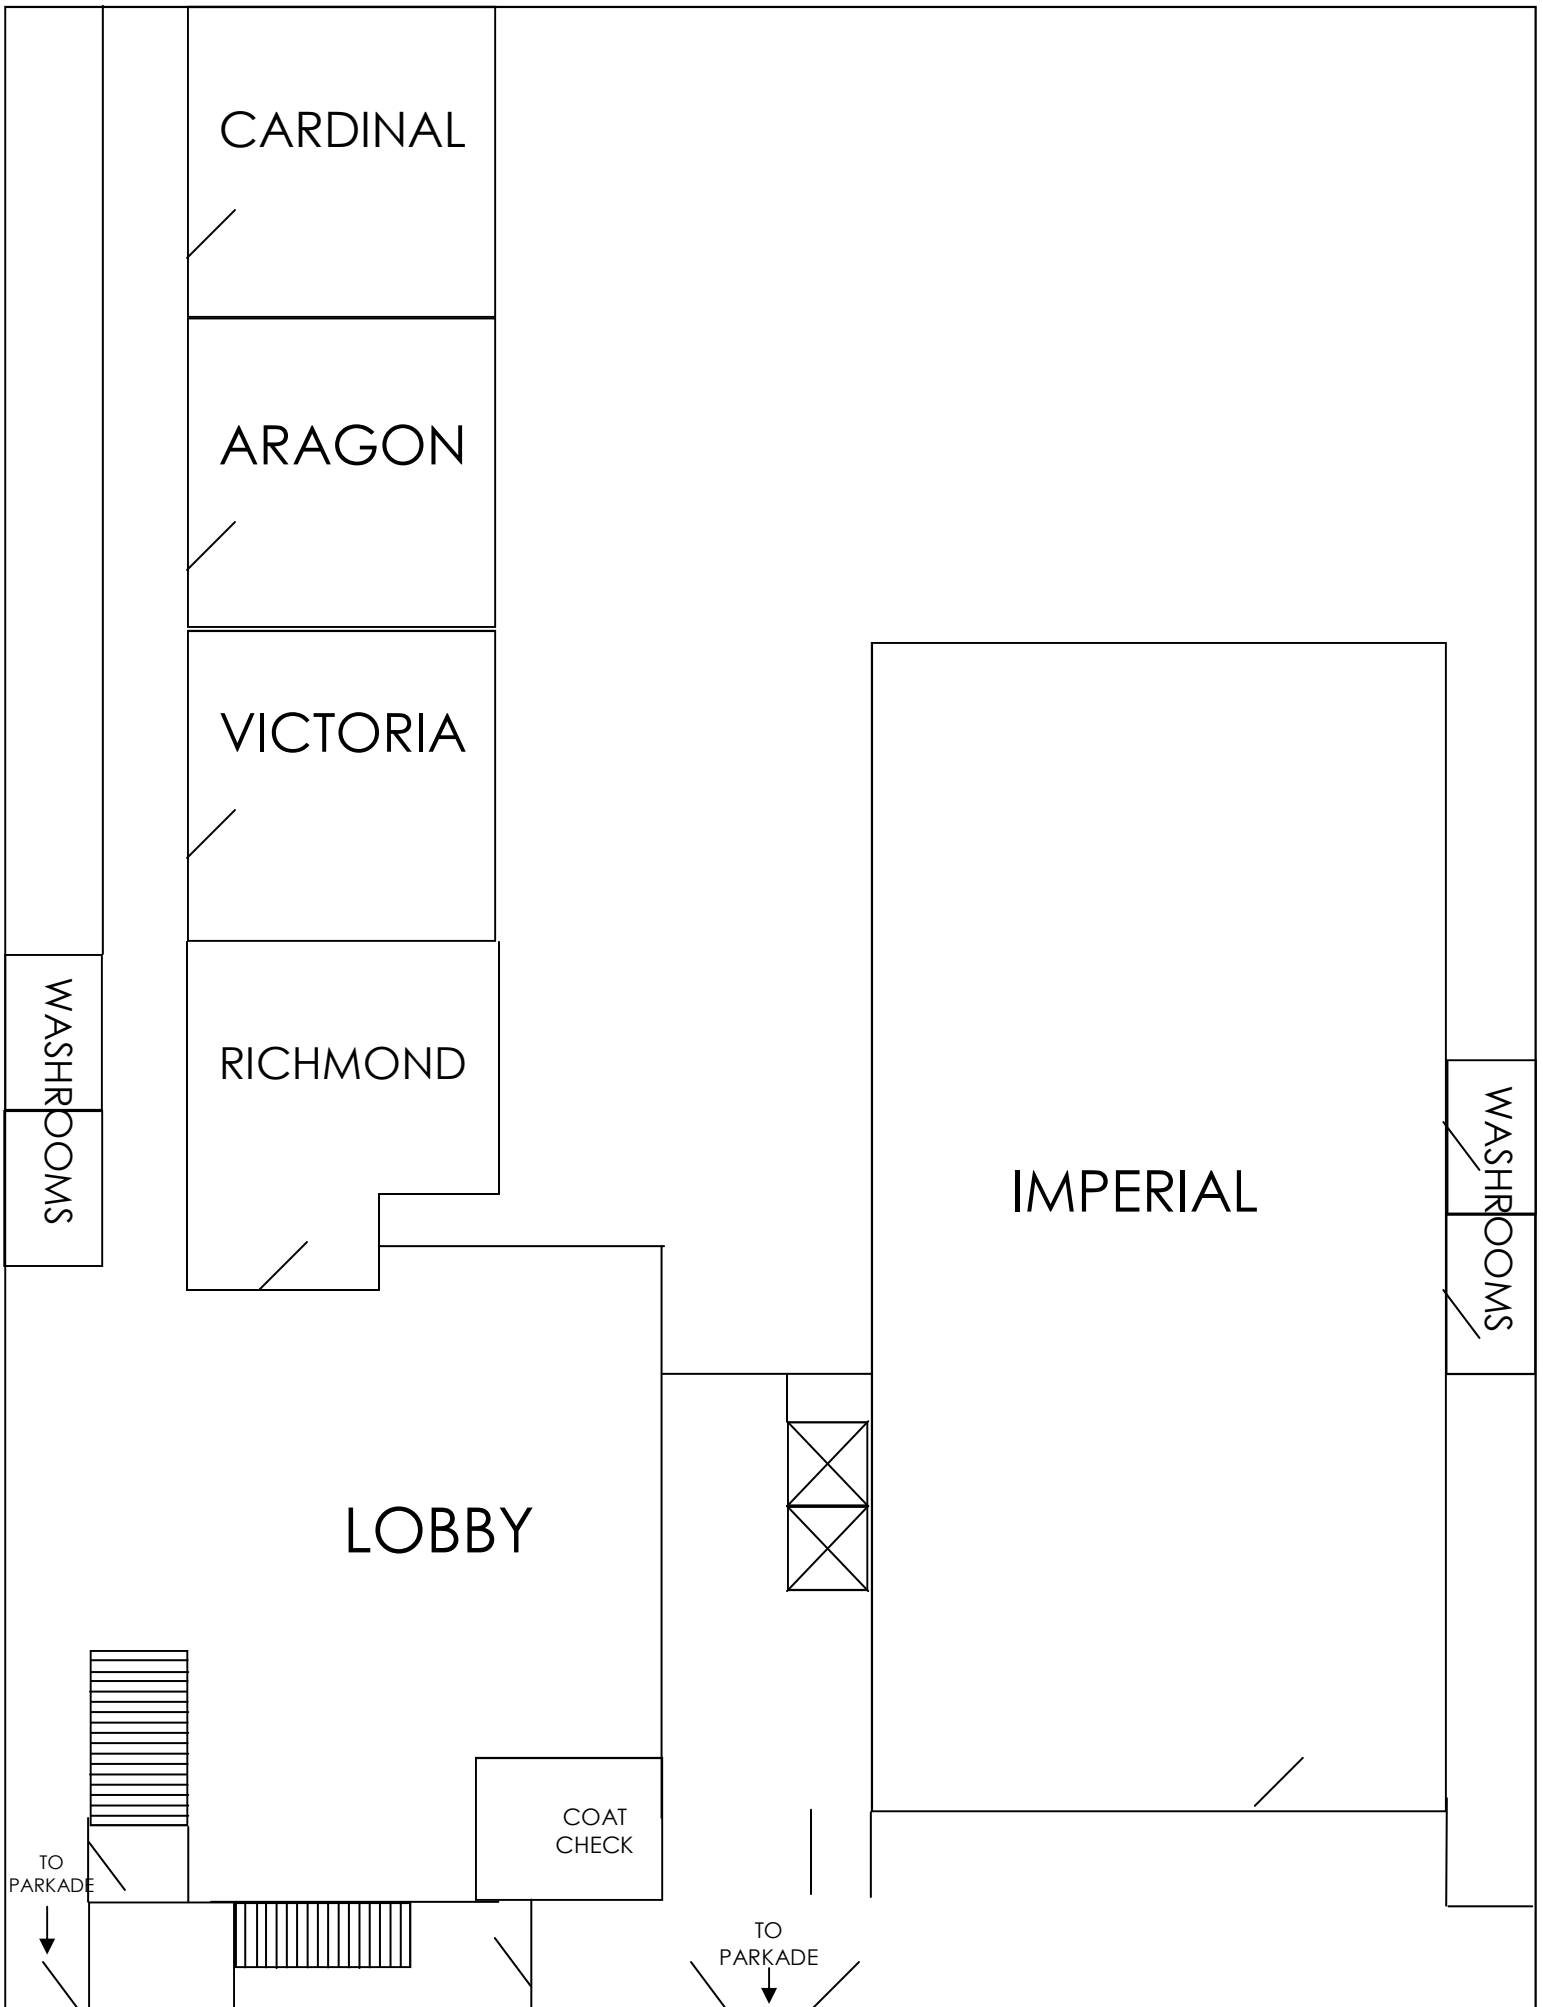 CARDINAL
ARAGON
VICTORIA
WASHROOMS
RICHMOND
WASHROOMS
IMPERIAL
LOBBY
COAT
CHECK
TO
PARKADE
TO
PARKADE